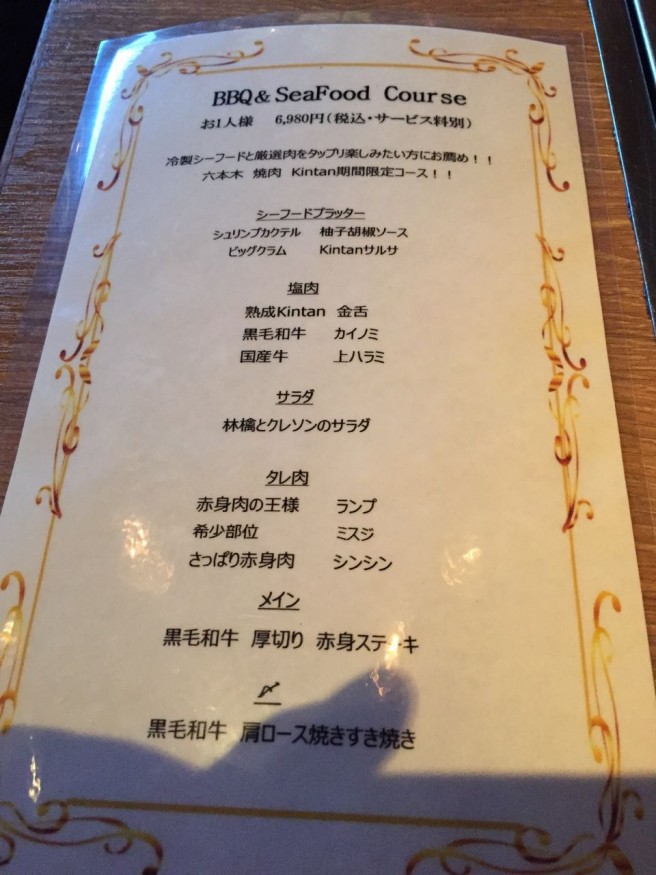 BBQ＆SeaFood Course
お1人様 6,980円(税込・サービス料別)
冷製シーフードと厳選肉をタップリ楽しみたい方にお薦め！！
六本木 焼肉 Kintan期間限定コース！！
シーフードプラッター
シュリンプカクテル 柚子胡椒ソース
ビッグクラム Kintanサルサ
塩肉
熟成Kintan 金舌
黒毛和牛 カイノミ
国産牛 上ハラミ
サラダ
林檎とクレソンのサラダ
タレ肉
赤身肉の王様 ランプ
希少部位 ミスジ
さっぱり赤身肉 シンシン
メイン
黒毛和牛 厚切り 赤身ステーキ
〆
黒毛和牛 肩ロース焼きすき焼き